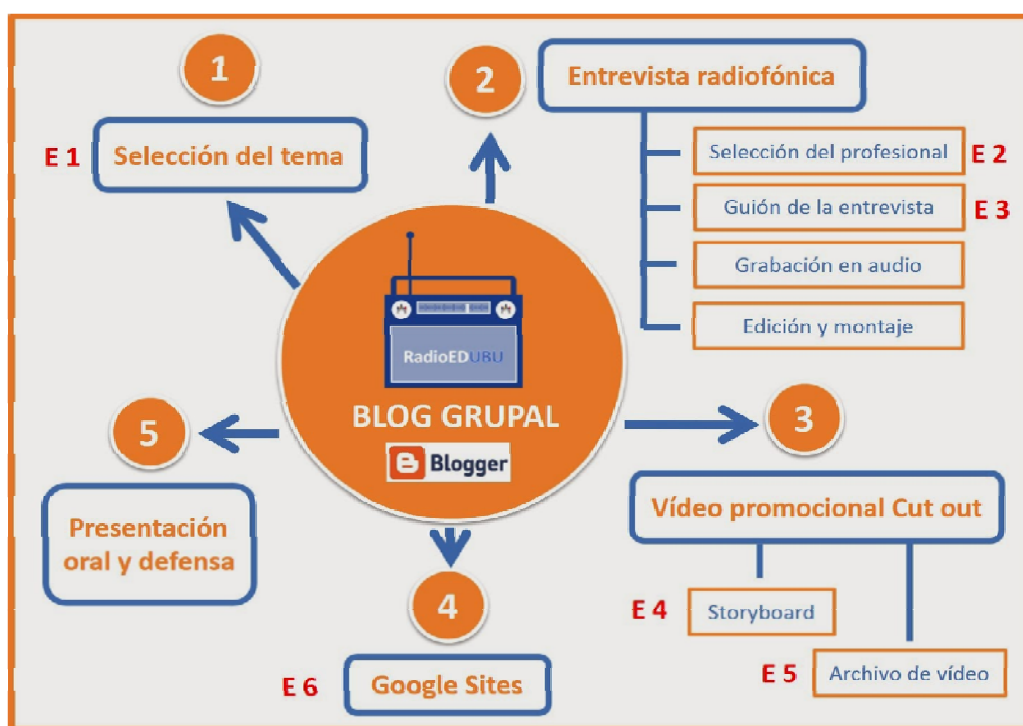 1
E 1
Selección del tema
2
Entrevista radiofónica
Selección del profesional
E 2
Guión de la entrevista
E 3
Grabación en audio
Edición y montaje
RadioEDUBU
BLOG GRUPAL
Blogger
3
Vídeo promocional Cut out
E 4
Storyboard
E 5
Archivo de vídeo
4
E 6
Google Sites
5
Presentación
oral y defensa